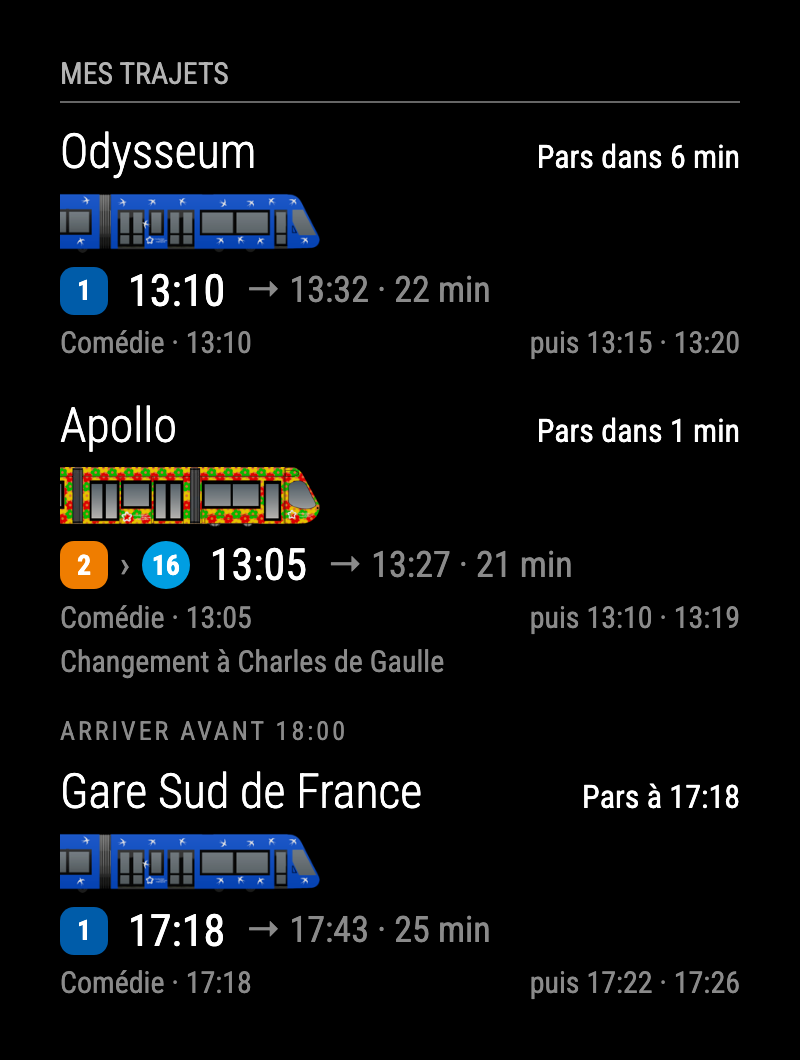 MES TRAJETS
Odysseum Pars dans 6 min
1 13:10 → 13:32 · 22 min
Comédie · 13:10 puis 13:15 · 13:20
Apollo Pars dans 1 min
2 › 16 13:05 → 13:27 · 21 min
Comédie · 13:05 puis 13:10 · 13:19
Changement à Charles de Gaulle
ARRIVER AVANT 18:00
Gare Sud de France Pars à 17:18
1 17:18 → 17:43 · 25 min
Comédie · 17:18 puis 17:22 · 17:26